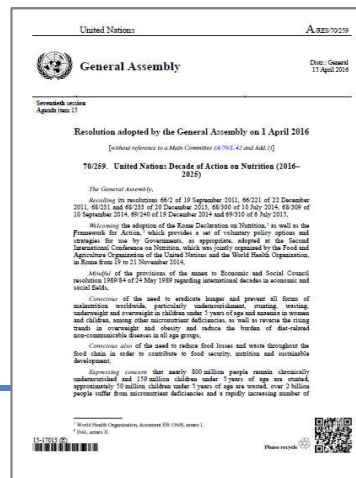 United Nations A/RES/70/259
General Assembly Distr.: General
15 April 2016
Seventieth session
Agenda item 15
Resolution adopted by the General Assembly on 1 April 2016
[without reference to a Main Committee (A/70/L.42 and Add.1)]
70/259. United Nations Decade of Action on Nutrition (2016–
2025)
The General Assembly,
Recalling its resolutions 66/2 of 19 September 2011, 66/221 of 22 December
2011, 68/231 and 68/233 of 20 December 2013, 68/300 of 10 July 2014, 68/309 of
10 September 2014, 69/240 of 19 December 2014 and 69/310 of 6 July 2015,
Welcoming the adoption of the Rome Declaration on Nutrition,¹ as well as the
Framework for Action,² which provides a set of voluntary policy options and
strategies for use by Governments, as appropriate, adopted at the Second
International Conference on Nutrition, which was jointly organized by the Food and
Agriculture Organization of the United Nations and the World Health Organization,
in Rome from 19 to 21 November 2014,
Mindful of the provisions of the annex to Economic and Social Council
resolution 1989/84 of 24 May 1989 regarding international decades in economic and
social fields,
Conscious of the need to eradicate hunger and prevent all forms of
malnutrition worldwide, particularly undernourishment, stunting, wasting,
underweight and overweight in children under 5 years of age and anaemia in women
and children, among other micronutrient deficiencies, as well as reverse the rising
trends in overweight and obesity and reduce the burden of diet-related
non-communicable diseases in all age groups,
Conscious also of the need to reduce food losses and waste throughout the
food chain in order to contribute to food security, nutrition and sustainable
development,
Expressing concern that nearly 800 million people remain chronically
undernourished and 159 million children under 5 years of age are stunted,
approximately 50 million children under 5 years of age are wasted, over 2 billion
people suffer from micronutrient deficiencies and a rapidly increasing number of
¹ World Health Organization, document EB 136/8, annex I.
² Ibid., annex II.
15-17015 (E)
Please recycle